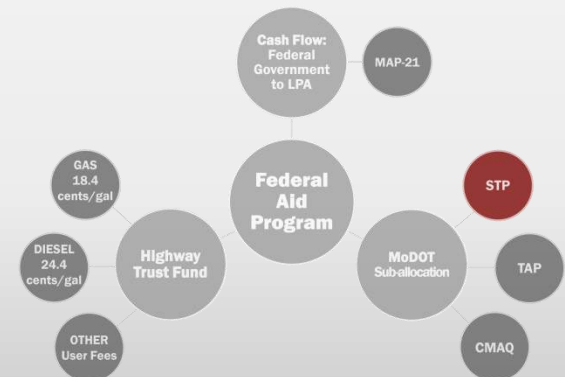 Cash Flow:
Federal
Government
to LPA
MAP-21
GAS
18.4
cents/gal
DIESEL
24.4
cents/gal
OTHER
User Fees
Highway
Trust Fund
Federal
Aid
Program
MoDOT
Sub-allocation
STP
TAP
CMAQ